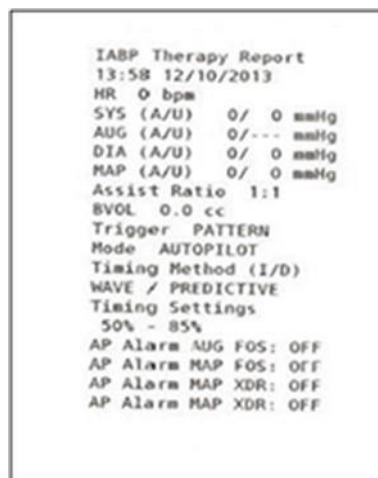 IABP Therapy Report
13:58 12/10/2013
HR 0 bpm
SYS (A/U) 0/ 0 mmHg
AUG (A/U) 0/--- mmHg
DIA (A/U) 0/ 0 mmHg
MAP (A/U) 0/ 0 mmHg
Assist Ratio 1:1
BVOL 0.0 cc
Trigger PATTERN
Mode AUTOPILOT
Timing Method (I/D)
WAVE / PREDICTIVE
Timing Settings
50% - 85%
AP Alarm AUG FOS: OFF
AP Alarm MAP FOS: OFF
AP Alarm MAP XDR: OFF
AP Alarm MAP XDR: OFF